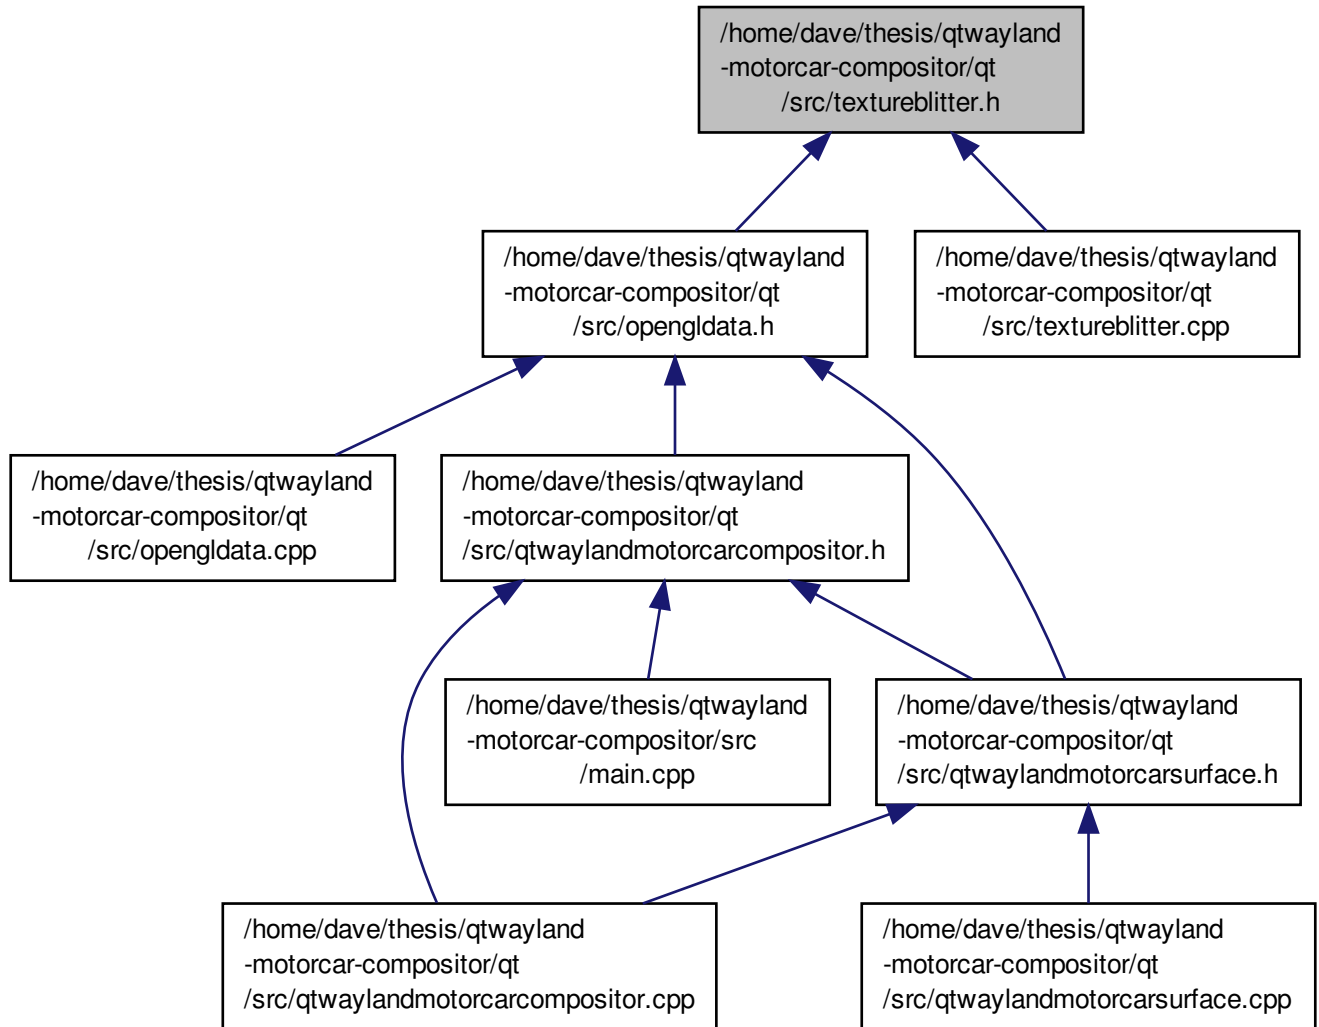 /home/dave/thesis/qtwayland
-motorcar-compositor/qt
/src/textureblitter.h
/home/dave/thesis/qtwayland
-motorcar-compositor/qt
/src/opengldata.h
/home/dave/thesis/qtwayland
-motorcar-compositor/qt
/src/textureblitter.cpp
/home/dave/thesis/qtwayland
-motorcar-compositor/qt
/src/opengldata.cpp
/home/dave/thesis/qtwayland
-motorcar-compositor/qt
/src/qtwaylandmotorcarcompositor.h
/home/dave/thesis/qtwayland
-motorcar-compositor/src
/main.cpp
/home/dave/thesis/qtwayland
-motorcar-compositor/qt
/src/qtwaylandmotorcarsurface.h
/home/dave/thesis/qtwayland
-motorcar-compositor/qt
/src/qtwaylandmotorcarcompositor.cpp
/home/dave/thesis/qtwayland
-motorcar-compositor/qt
/src/qtwaylandmotorcarsurface.cpp